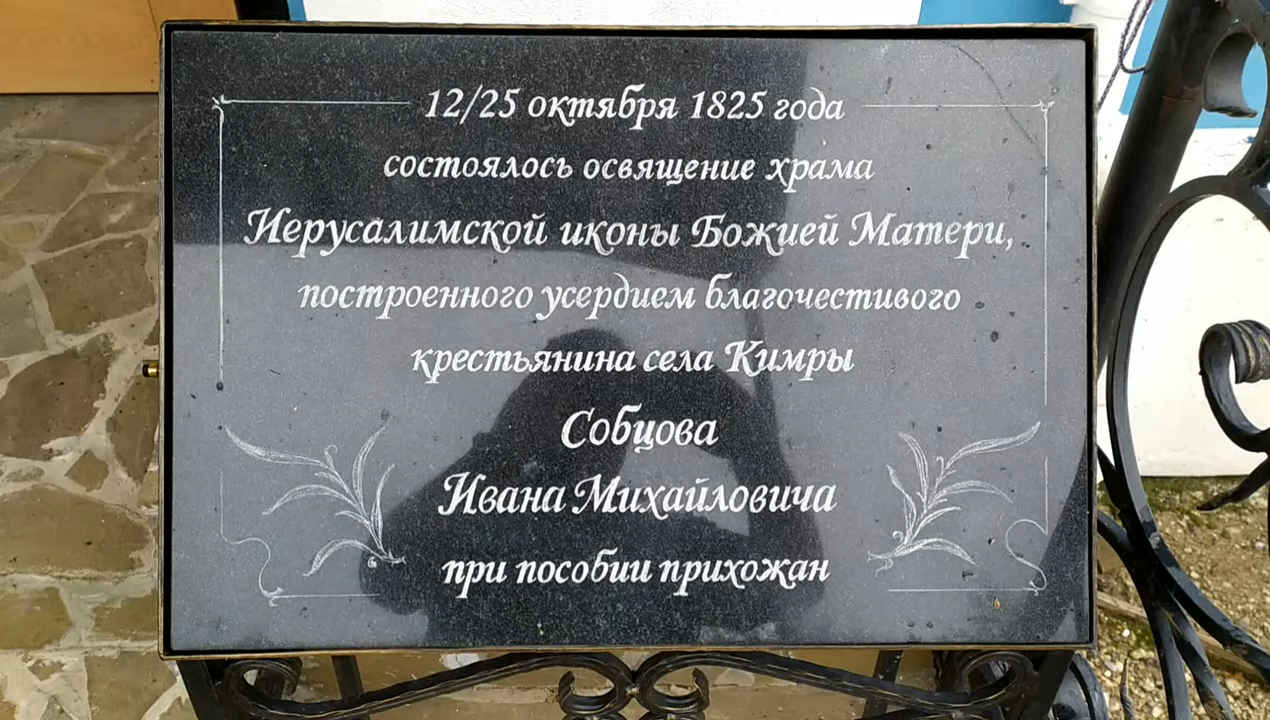 12/25 октября 1825 года
состоялось освящение храма
Иерусалимской иконы Божией Матери,
построенного усердием благочестивого
крестьянина села Кимры
Собцова
Ивана Михайловича
при пособии прихожан